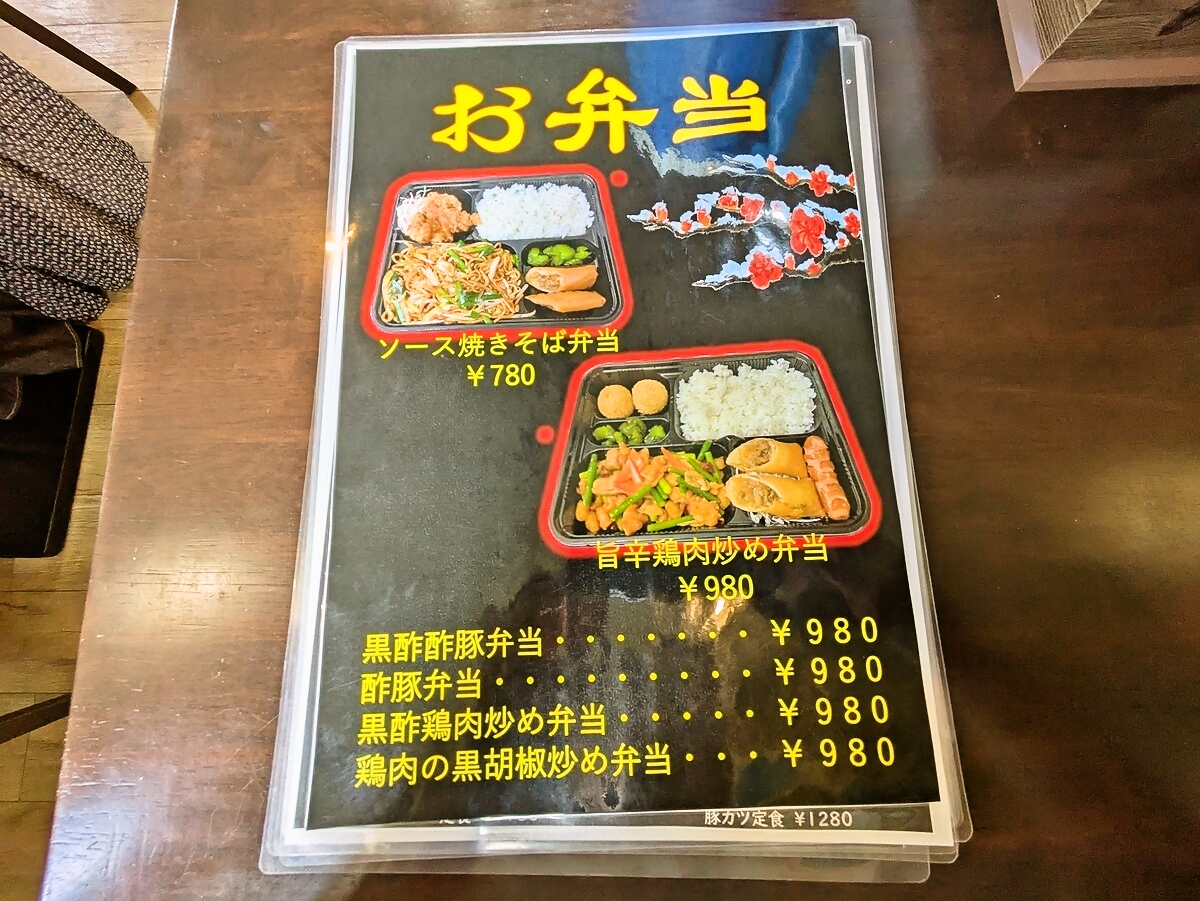 お弁当
ソース焼きそば弁当
￥780
旨辛鶏肉炒め弁当
￥980
黒酢酢豚弁当・・・・・・・￥980
酢豚弁当・・・・・・・・・￥980
黒酢鶏肉炒め弁当・・・・・￥980
鶏肉の黒胡椒炒め弁当・・・￥980
豚カツ定食 ¥1280